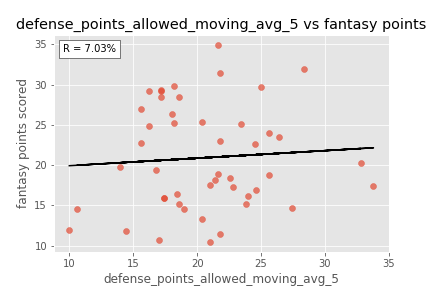 defense_points_allowed_moving_avg_5 vs fantasy points
R = 7.03%
35
30
25
20
15
10
fantasy points scored
10 15 20 25 30 35
defense_points_allowed_moving_avg_5